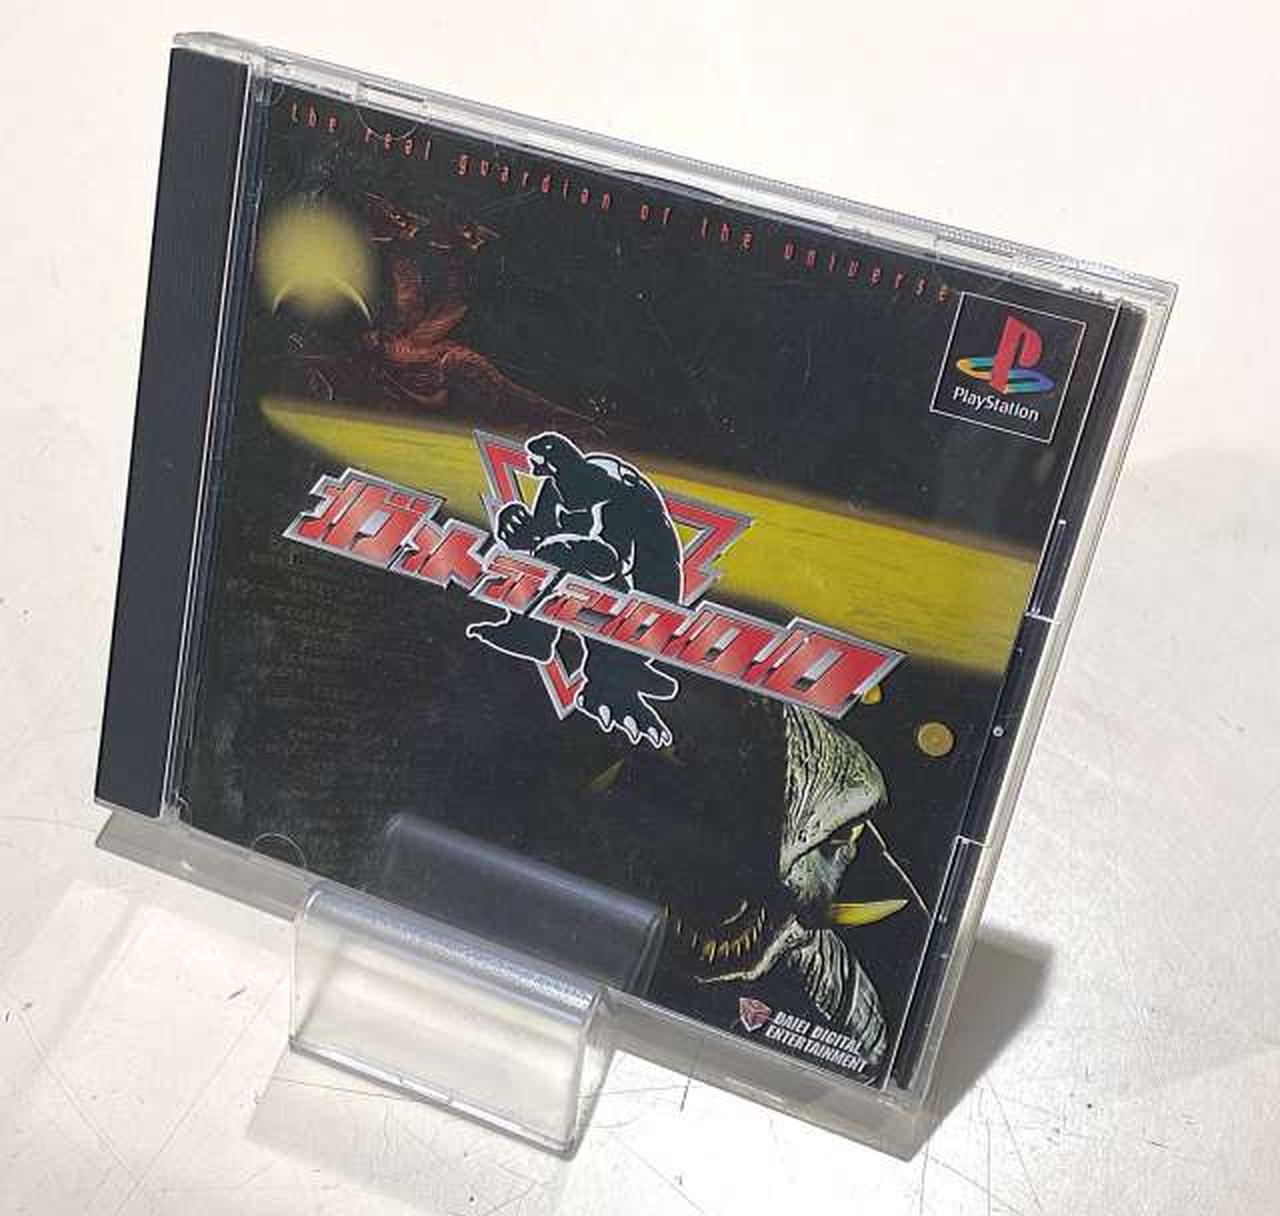 the real guardian of the universe
PlayStation
ガメラ2000
DAIEI DIGITAL
ENTERTAINMENT